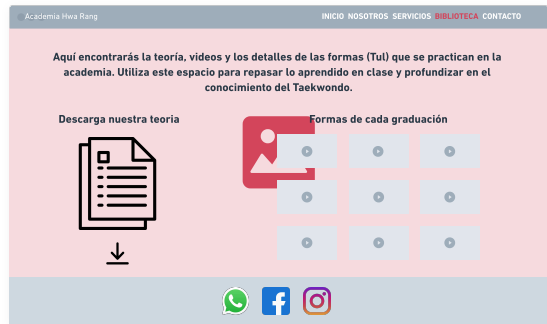 Academia Hwa Rang
INICIO NOSOTROS SERVICIOS BIBLIOTECA CONTACTO
Aquí encontrarás la teoría, videos y los detalles de las formas (Tul) que se practican en la
academia. Utiliza este espacio para repasar lo aprendido en clase y profundizar en el
conocimiento del Taekwondo.
Descarga nuestra teoria
Formas de cada graduación